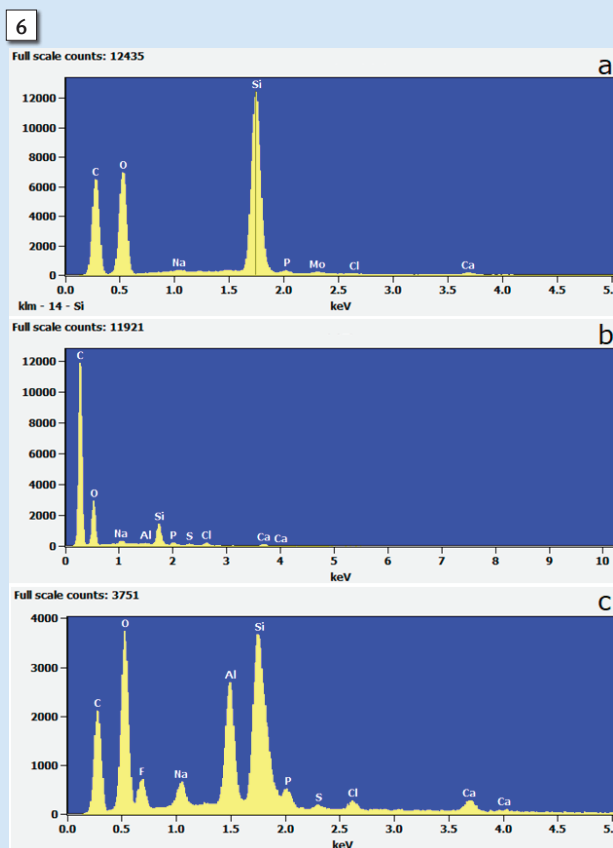 6
Full scale counts: 12435
a
Si
12000
10000
8000
C
O
6000
4000
2000
Na
P
Mo
Cl
Ca
0
0.0 0.5 1.0 1.5 2.0 2.5 3.0 3.5 4.0 4.5 5.
klm - 14 - Si
keV
Full scale counts: 11921
b
C
12000
10000
8000
6000
4000
O
2000
Si
Na Al P S Cl Ca Ca
0
0 1 2 3 4 5 6 7 8 9 10
keV
Full scale counts: 3751
c
4000
O
Si
3000
Al
C
2000
1000
F
Na
P
S
Cl
Ca
Ca
0
0.0 0.5 1.0 1.5 2.0 2.5 3.0 3.5 4.0 4.5 5.
keV